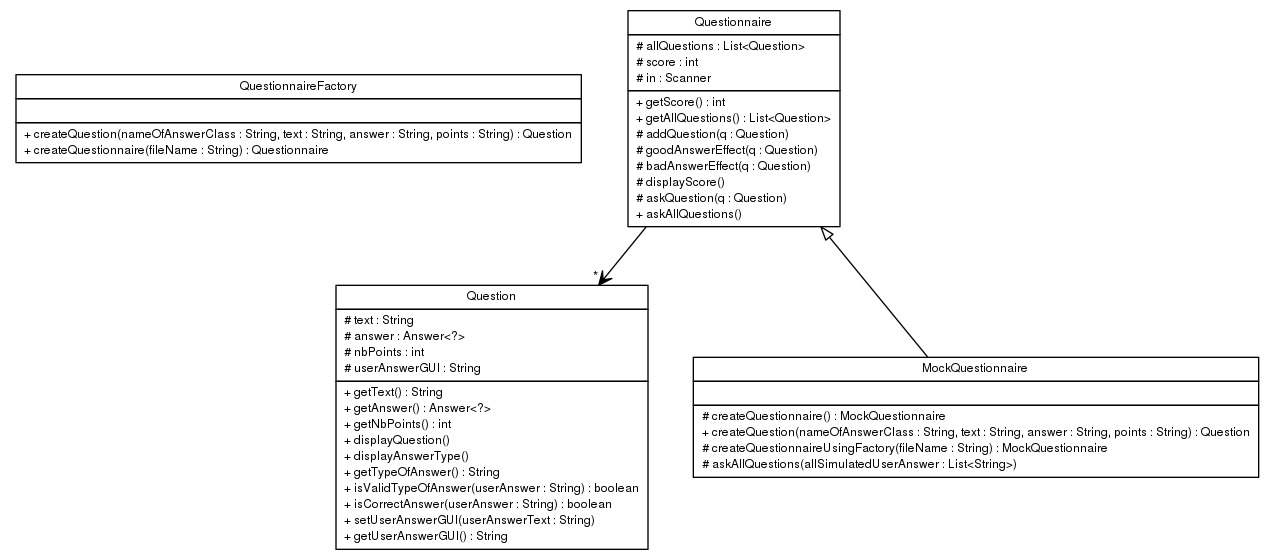 Questionnaire
# allQuestions : List<Question>
# score : int
# in : Scanner
+ getScore() : int
+ getAllQuestions() : List<Question>
# addQuestion(q : Question)
# goodAnswerEffect(q : Question)
# badAnswerEffect(q : Question)
# displayScore()
# askQuestion(q : Question)
+ askAllQuestions()
QuestionnaireFactory
+ createQuestion(nameOfAnswerClass : String, text : String, answer : String, points : String) : Question
+ createQuestionnaire(fileName : String) : Questionnaire
*
Question
# text : String
# answer : Answer<?>
# nbPoints : int
# userAnswerGUI : String
+ getText() : String
+ getAnswer() : Answer<?>
+ getNbPoints() : int
+ displayQuestion()
+ displayAnswerType()
+ getTypeOfAnswer() : String
+ isValidTypeOfAnswer(userAnswer : String) : boolean
+ isCorrectAnswer(userAnswer : String) : boolean
+ setUserAnswerGUI(userAnswerText : String)
+ getUserAnswerGUI() : String
MockQuestionnaire
# createQuestionnaire() : MockQuestionnaire
+ createQuestion(nameOfAnswerClass : String, text : String, answer : String, points : String) : Question
# createQuestionnaireUsingFactory(fileName : String) : MockQuestionnaire
# askAllQuestions(allSimulatedUserAnswer : List<String>)